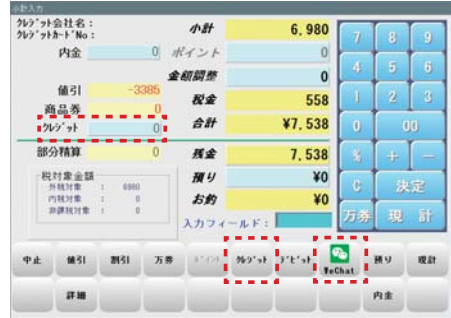 小計入力
クレジット会社名：
クレジットカードNo：
小計 6,980
内金 0
ポイント 0
金額調整 0
値引 -3385
税金 558
商品券 0
クレジット 0
合計 ¥7,538
部分精算 0
残金 7,538
税対象金額
外税対象 : 6980
内税対象 : 0
非課税対象 : 0
預り ¥0
お釣 ¥0
入力フィールド：
7 8 9
4 5 6
1 2 3
0 00
% + -
C 決定
万券 現計
中止 値引 割引 万券 ポイント クレジット デビット WeChat 預り 現計
詳細 内金